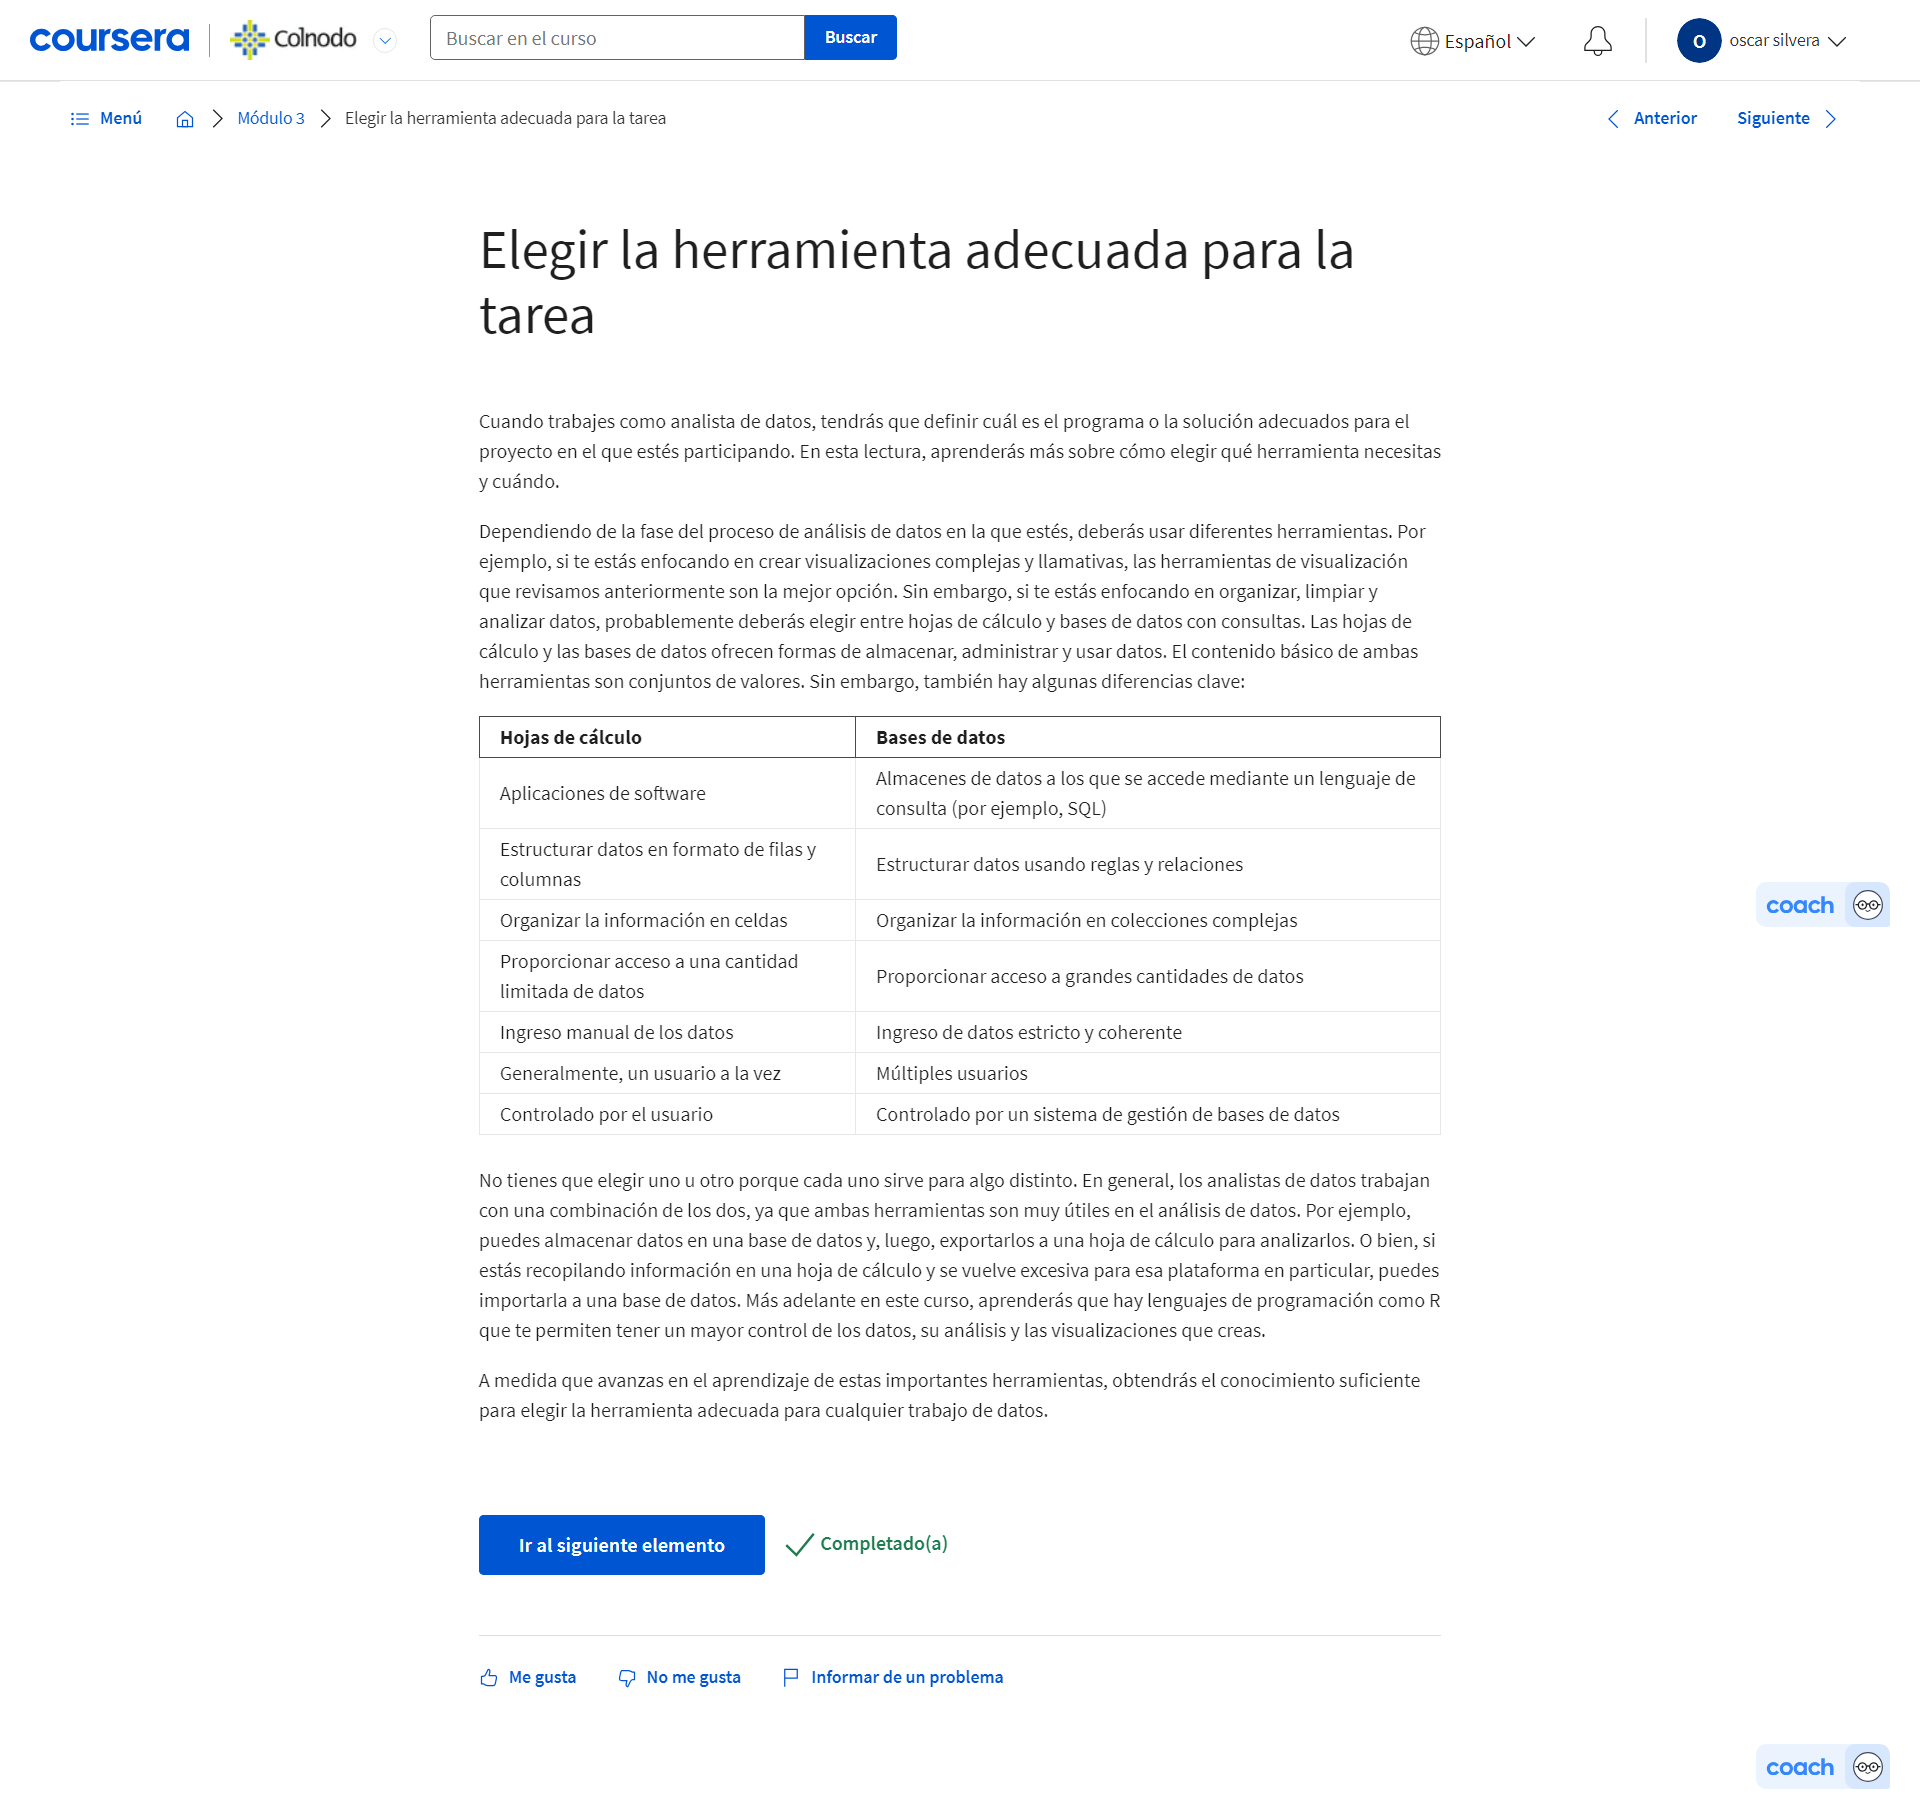 coursera
Colnodo
Buscar en el curso
Buscar
Español
O
oscar silvera
Menú
Módulo 3
Elegir la herramienta adecuada para la tarea
Anterior
Siguiente
Elegir la herramienta adecuada para la
tarea
Cuando trabajes como analista de datos, tendrás que definir cuál es el programa o la solución adecuados para el
proyecto en el que estés participando. En esta lectura, aprenderás más sobre cómo elegir qué herramienta necesitas
y cuándo.
Dependiendo de la fase del proceso de análisis de datos en la que estés, deberás usar diferentes herramientas. Por
ejemplo, si te estás enfocando en crear visualizaciones complejas y llamativas, las herramientas de visualización
que revisamos anteriormente son la mejor opción. Sin embargo, si te estás enfocando en organizar, limpiar y
analizar datos, probablemente deberás elegir entre hojas de cálculo y bases de datos con consultas. Las hojas de
cálculo y las bases de datos ofrecen formas de almacenar, administrar y usar datos. El contenido básico de ambas
herramientas son conjuntos de valores. Sin embargo, también hay algunas diferencias clave:
Hojas de cálculo
Bases de datos
Aplicaciones de software
Almacenes de datos a los que se accede mediante un lenguaje de
consulta (por ejemplo, SQL)
Estructurar datos en formato de filas y
columnas
Estructurar datos usando reglas y relaciones
Organizar la información en celdas
Organizar la información en colecciones complejas
Proporcionar acceso a una cantidad
limitada de datos
Proporcionar acceso a grandes cantidades de datos
Ingreso manual de los datos
Ingreso de datos estricto y coherente
Generalmente, un usuario a la vez
Múltiples usuarios
Controlado por el usuario
Controlado por un sistema de gestión de bases de datos
No tienes que elegir uno u otro porque cada uno sirve para algo distinto. En general, los analistas de datos trabajan
con una combinación de los dos, ya que ambas herramientas son muy útiles en el análisis de datos. Por ejemplo,
puedes almacenar datos en una base de datos y, luego, exportarlos a una hoja de cálculo para analizarlos. O bien, si
estás recopilando información en una hoja de cálculo y se vuelve excesiva para esa plataforma en particular, puedes
importarla a una base de datos. Más adelante en este curso, aprenderás que hay lenguajes de programación como R
que te permiten tener un mayor control de los datos, su análisis y las visualizaciones que creas.
A medida que avanzas en el aprendizaje de estas importantes herramientas, obtendrás el conocimiento suficiente
para elegir la herramienta adecuada para cualquier trabajo de datos.
Ir al siguiente elemento
Completado(a)
Me gusta
No me gusta
Informar de un problema
coach
coach